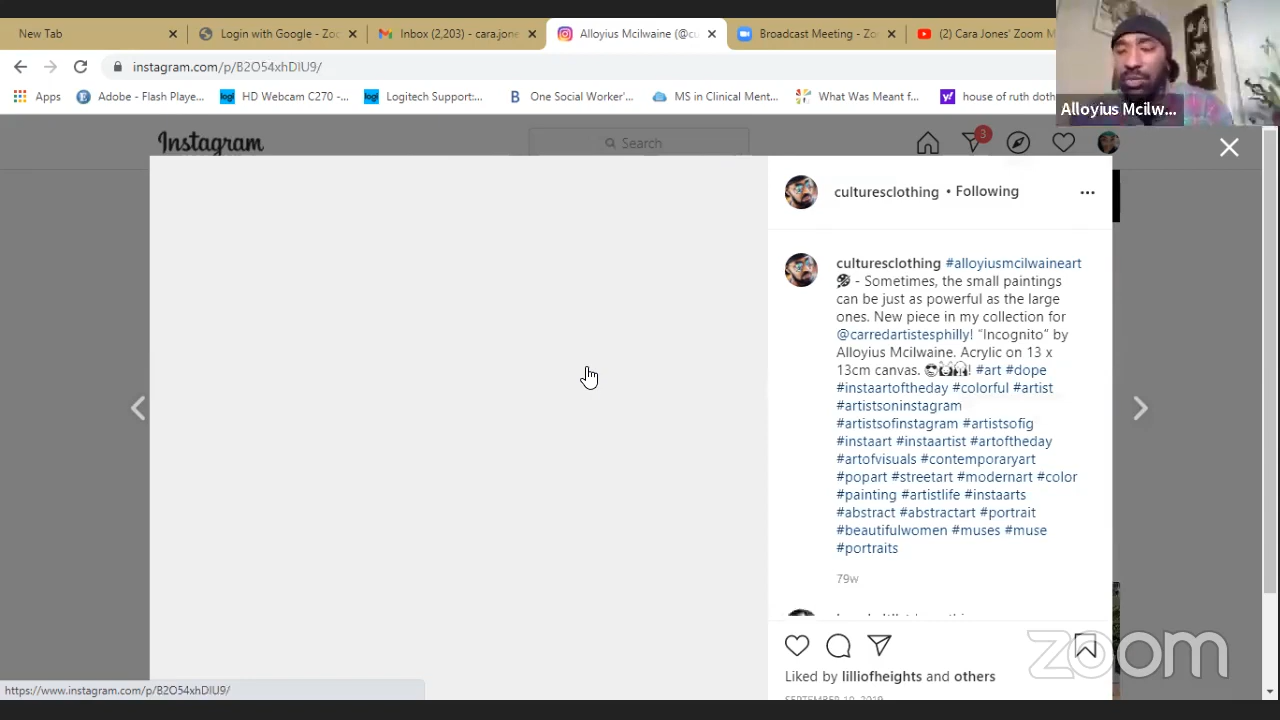 New Tab
Login with Google - Zoo
Inbox (2,203) - cara.jone
Alloyius Mcilwaine (@cu
Broadcast Meeting - Zo
(2) Cara Jones' Zoom M
instagram.com/p/B2O54xhDIU9/
Apps
Adobe - Flash Playe...
HD Webcam C270 -...
Logitech Support:...
One Social Worker'...
MS in Clinical Ment...
What Was Meant f...
house of ruth doth
Alloyius Mcilw...
Instagram
Search
3
culturesclothing • Following
culturesclothing #alloyiusmcilwaineart
- Sometimes, the small paintings
can be just as powerful as the large
ones. New piece in my collection for
@carredartistesphilly! “Incognito” by
Alloyius Mcilwaine. Acrylic on 13 x
13cm canvas. ! #art #dope
#instaartoftheday #colorful #artist
#artistsoninstagram
#artistsofinstagram #artistsofig
#instaart #instaartist #artoftheday
#artofvisuals #contemporaryart
#popart #streetart #modernart #color
#painting #artistlife #instaarts
#abstract #abstractart #portrait
#beautifulwomen #muses #muse
#portraits
79w
zoom
Liked by lilliofheights and others
https://www.instagram.com/p/B2O54xhDIU9/